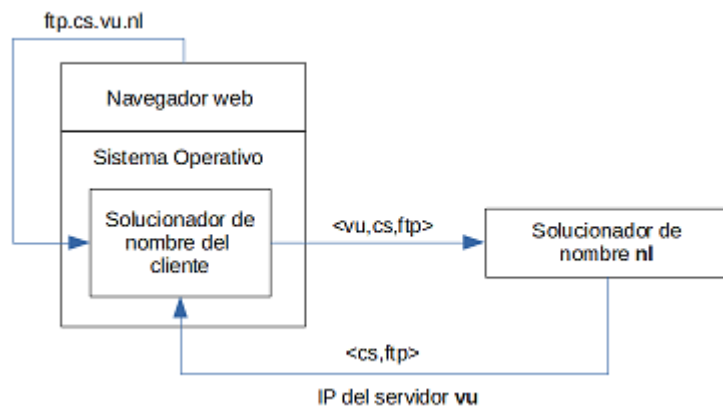 ftp.cs.vu.nl
Navegador web
Sistema Operativo
Solucionador de
nombre del
cliente
<vu,cs,ftp>
Solucionador de
nombre nl
<cs,ftp>
IP del servidor vu